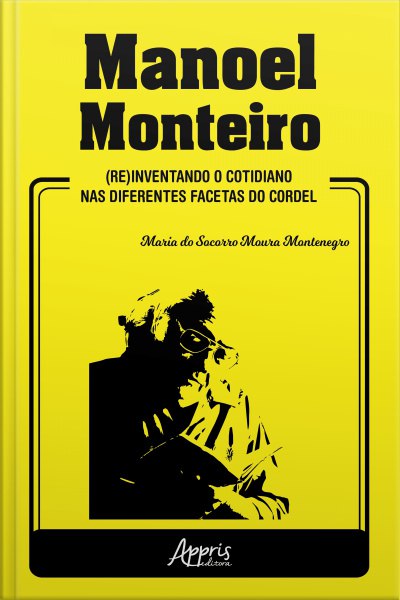 Manoel
Monteiro
(RE)INVENTANDO O COTIDIANO
NAS DIFERENTES FACETAS DO CORDEL
Maria do Socorro Moura Montenegro
Appris
editora